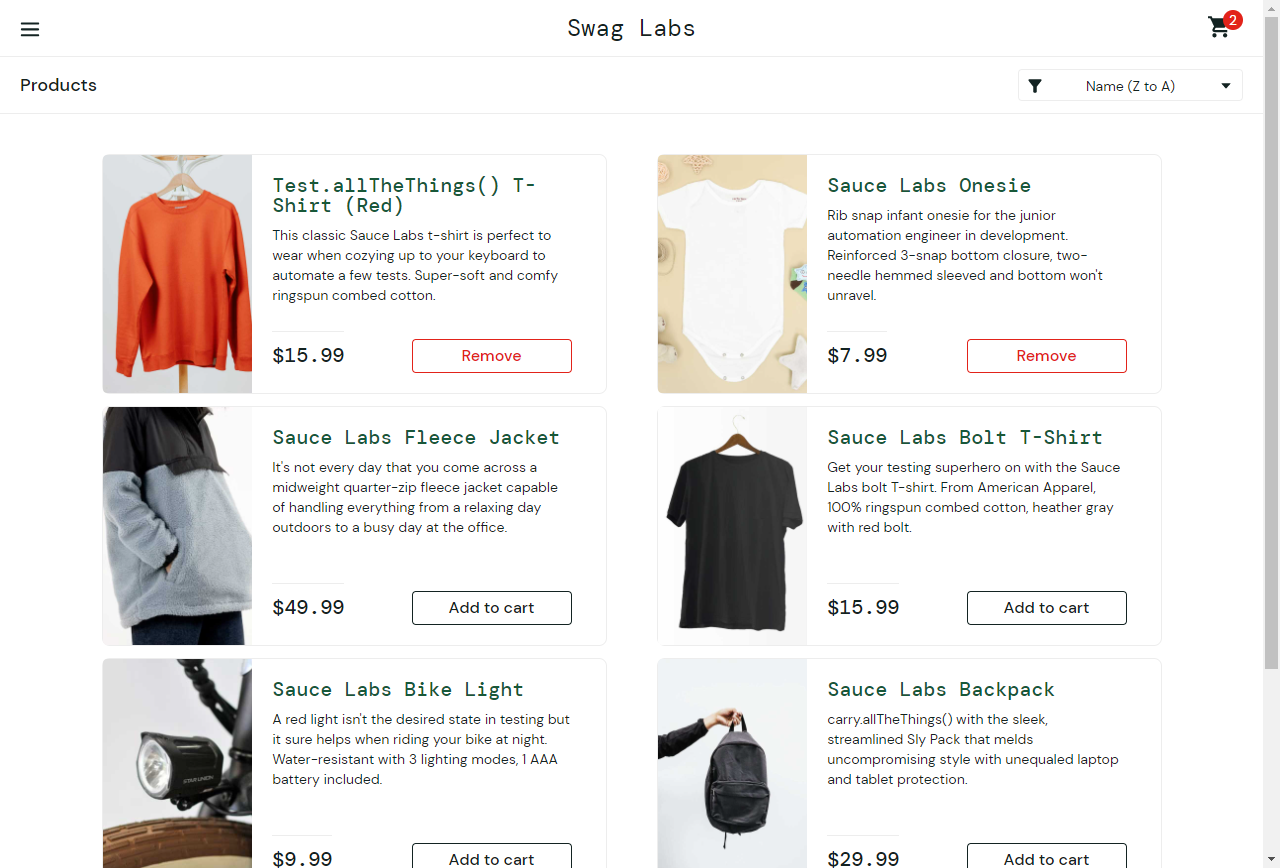 Swag Labs
2
Products
Name (Z to A)
Test.allTheThings() T-
Shirt (Red)
This classic Sauce Labs t-shirt is perfect to
wear when cozying up to your keyboard to
automate a few tests. Super-soft and comfy
ringspun combed cotton.
$15.99
Remove
Sauce Labs Onesie
Rib snap infant onesie for the junior
automation engineer in development.
Reinforced 3-snap bottom closure, two-
needle hemmed sleeved and bottom won't
unravel.
$7.99
Remove
Sauce Labs Fleece Jacket
It's not every day that you come across a
midweight quarter-zip fleece jacket capable
of handling everything from a relaxing day
outdoors to a busy day at the office.
$49.99
Add to cart
Sauce Labs Bolt T-Shirt
Get your testing superhero on with the Sauce
Labs bolt T-shirt. From American Apparel,
100% ringspun combed cotton, heather gray
with red bolt.
$15.99
Add to cart
STAR UNION
Sauce Labs Bike Light
A red light isn't the desired state in testing but
it sure helps when riding your bike at night.
Water-resistant with 3 lighting modes, 1 AAA
battery included.
$9.99
Add to cart
Sauce Labs Backpack
carry.allTheThings() with the sleek,
streamlined Sly Pack that melds
uncompromising style with unequaled laptop
and tablet protection.
$29.99
Add to cart